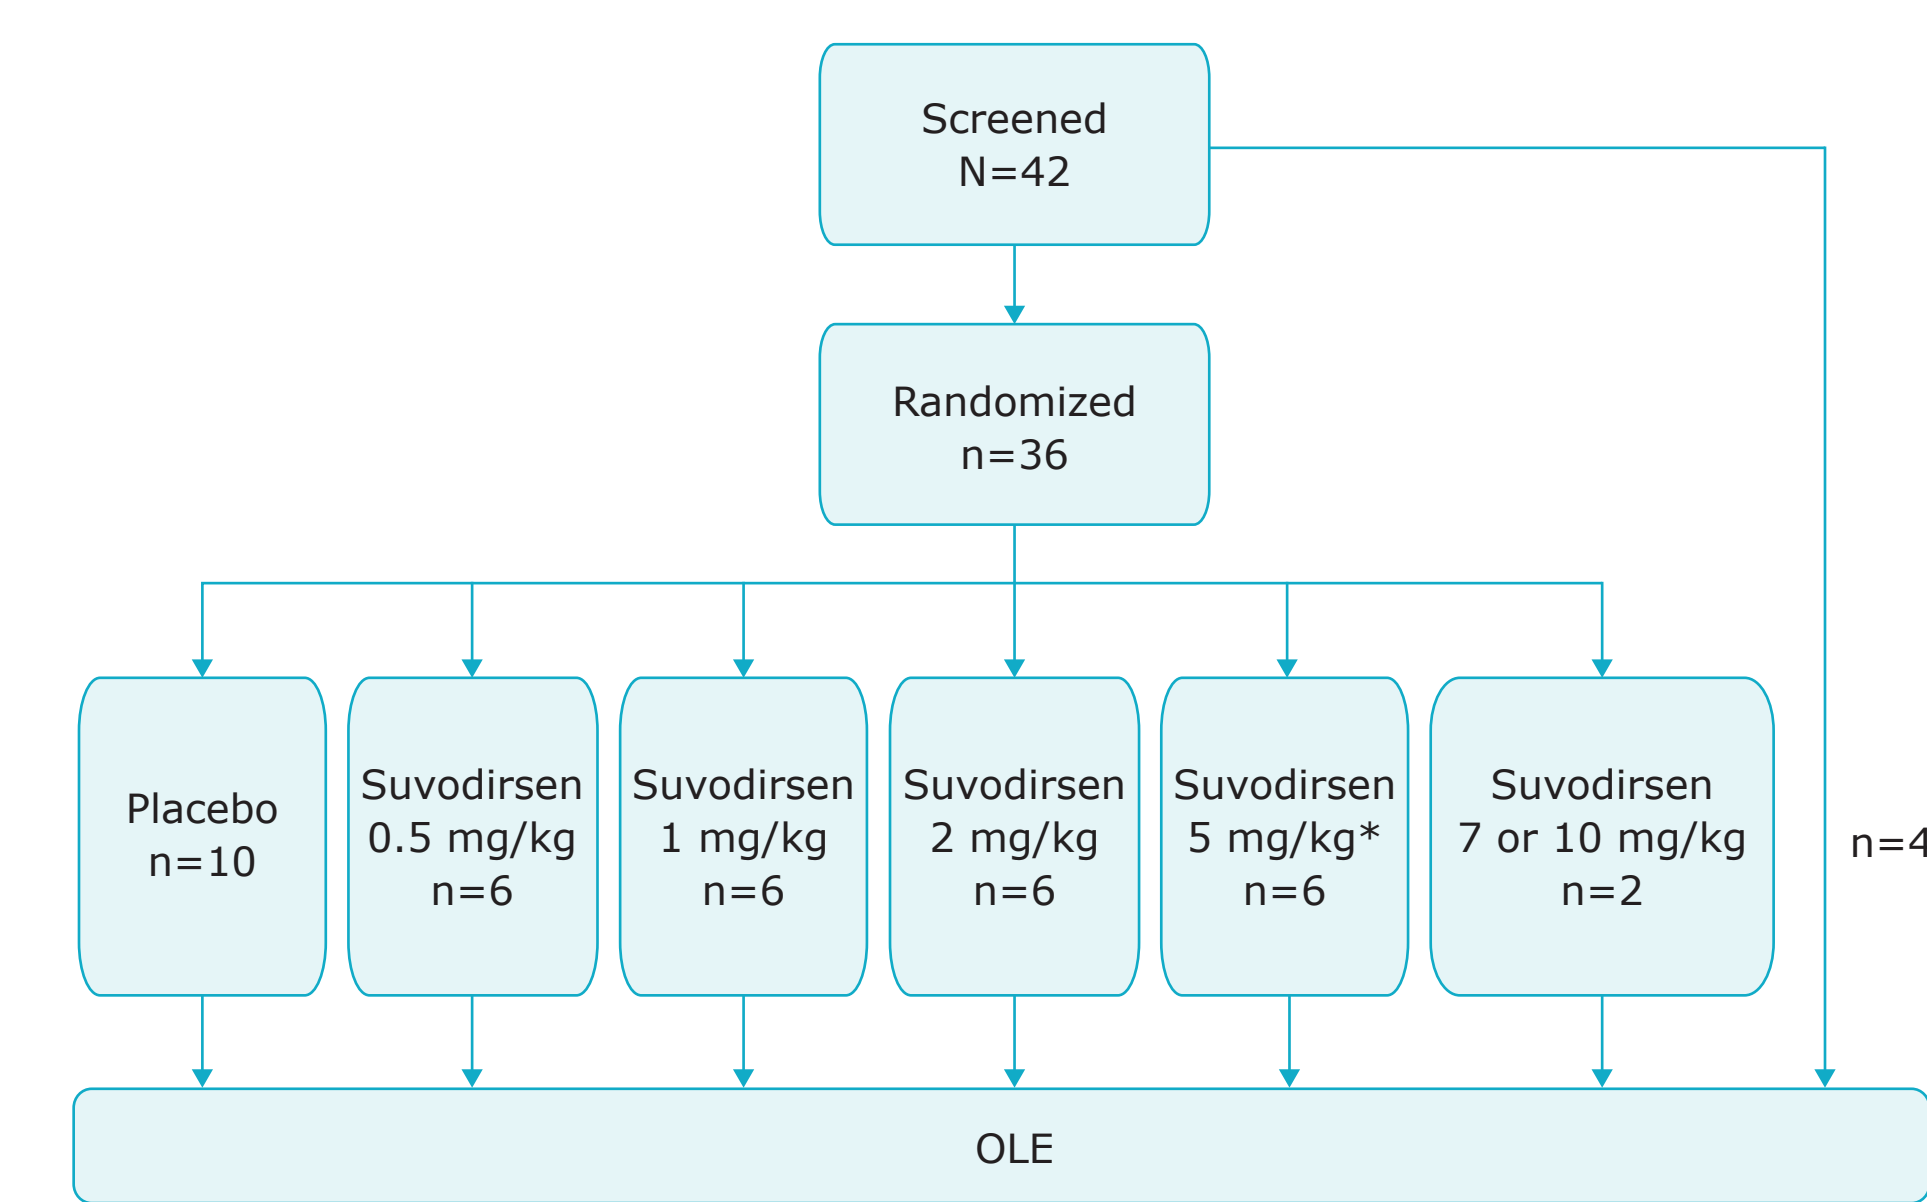 Screened
N=42
Randomized
n=36
Placebo
n=10
Suvodirsen
0.5 mg/kg
n=6
Suvodirsen
1 mg/kg
n=6
Suvodirsen
2 mg/kg
n=6
Suvodirsen
5 mg/kg*
n=6
Suvodirsen
7 or 10 mg/kg
n=2
n=4
OLE